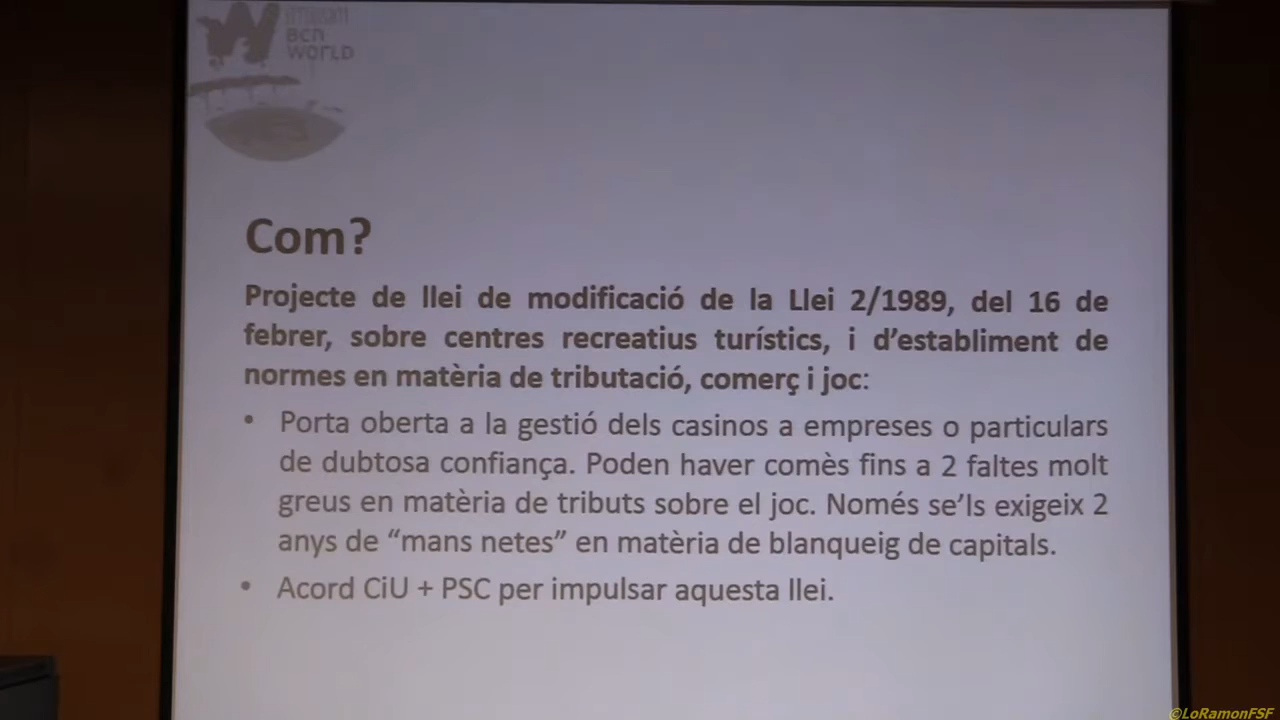 BCN
WORLD
Com?
Projecte de llei de modificació de la Llei 2/1989, del 16 de
febrer, sobre centres recreatius turístics, i d’establiment de
normes en matèria de tributació, comerç i joc:
• Porta oberta a la gestió dels casinos a empreses o particulars
de dubtosa confiança. Poden haver comès fins a 2 faltes molt
greus en matèria de tributs sobre el joc. Només se’ls exigeix 2
anys de “mans netes” en matèria de blanqueig de capitals.
• Acord CiU + PSC per impulsar aquesta llei.
©LoRamonFSF